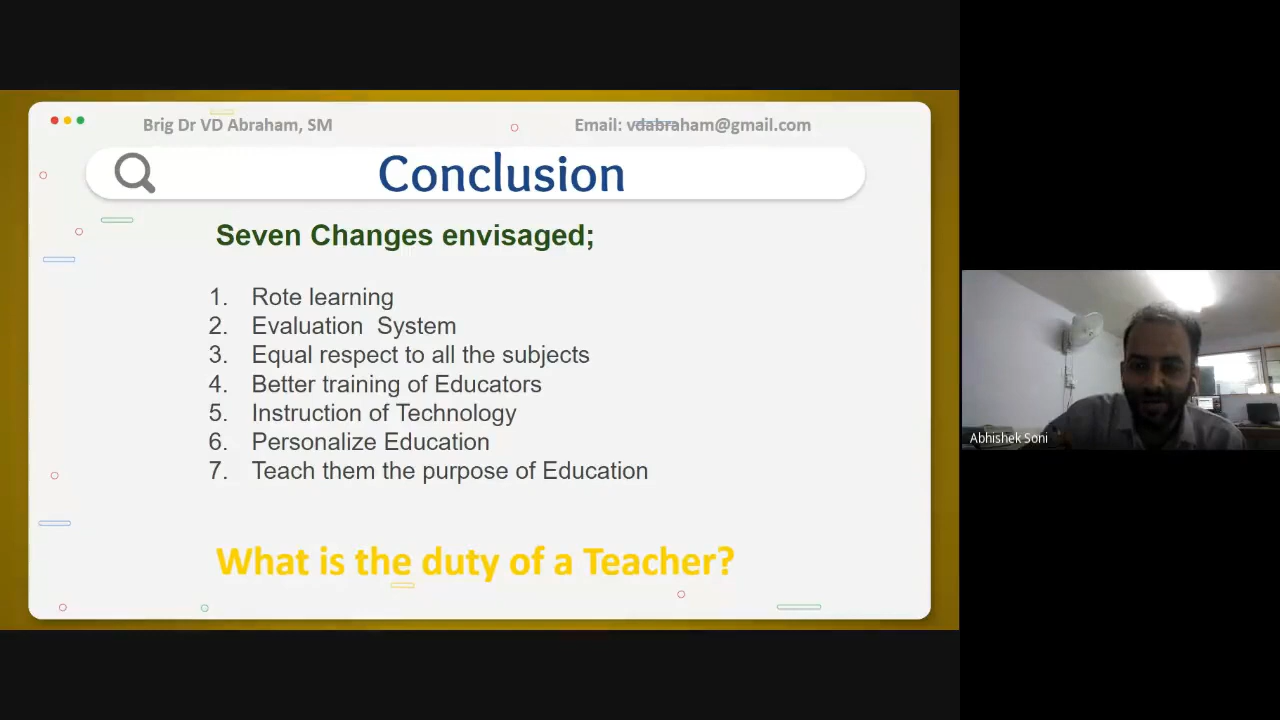 Brig Dr VD Abraham, SM
Email: vdabraham@gmail.com
Conclusion
Seven Changes envisaged;
1. Rote learning
2. Evaluation System
3. Equal respect to all the subjects
4. Better training of Educators
5. Instruction of Technology
6. Personalize Education
7. Teach them the purpose of Education
What is the duty of a Teacher?
Abhishek Soni